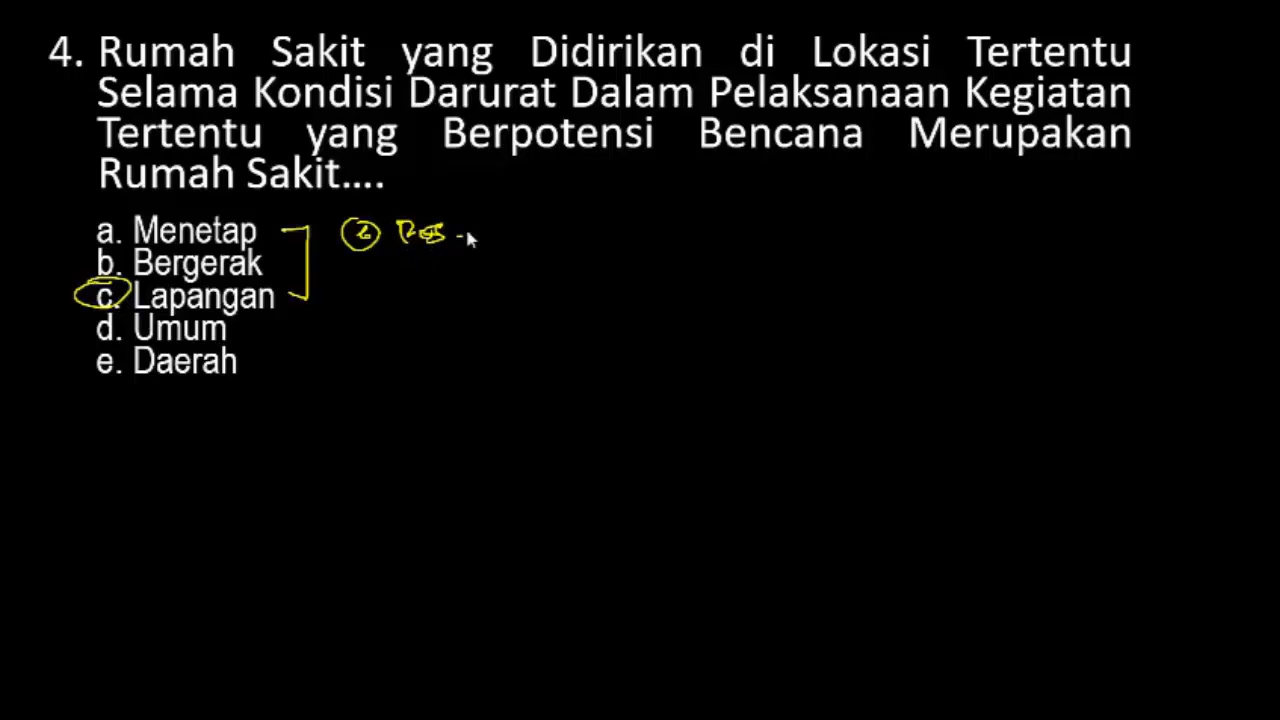 4. Rumah Sakit yang Didirikan di Lokasi Tertentu
Selama Kondisi Darurat Dalam Pelaksanaan Kegiatan
Tertentu yang Berpotensi Bencana Merupakan
Rumah Sakit....
a. Menetap
b. Bergerak
c. Lapangan
d. Umum
e. Daerah